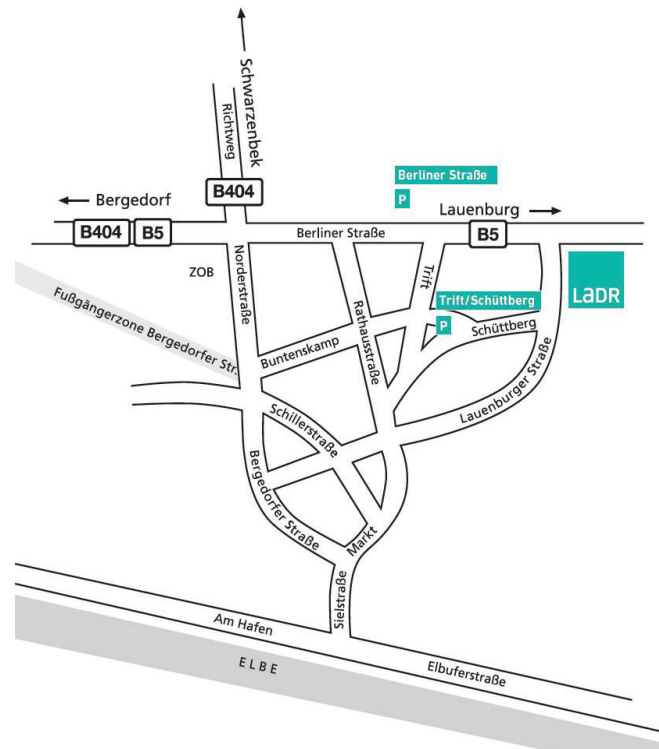 Schwarzenbek
Richtweg
B404
Bergedorf
B404
B5
Berliner Straße
P
Lauenburg
B5
Berliner Straße
ZOB
Norderstraße
Trift
LADR
Fußgängerzone Bergedorfer Str.
Rathausstraße
Trift/Schüttberg
P
Schüttberg
Buntenskamp
Schillerstraße
Lauenburger Straße
Bergedorfer Straße
Markt
Sielstraße
Am Hafen
ELBE
Elbuferstraße